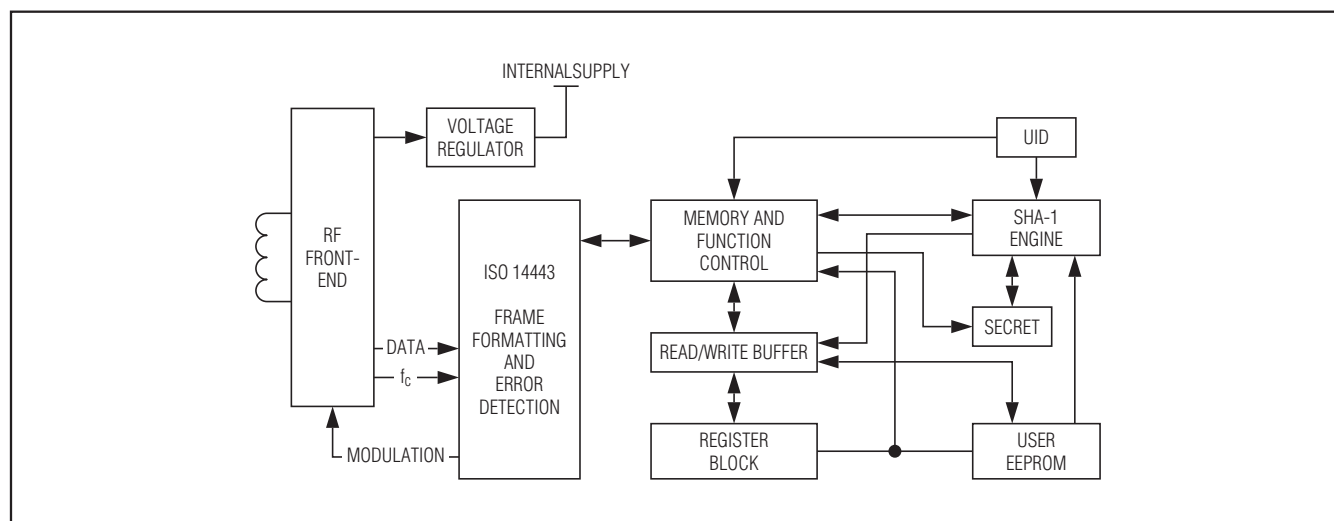 INTERNALSUPPLY
VOLTAGE
REGULATOR
RF
FRONT-
END
DATA
fC
MODULATION
ISO 14443
FRAME
FORMATTING
AND
ERROR
DETECTION
MEMORY AND
FUNCTION
CONTROL
READ/WRITE BUFFER
REGISTER
BLOCK
UID
SHA-1
ENGINE
SECRET
USER
EEPROM